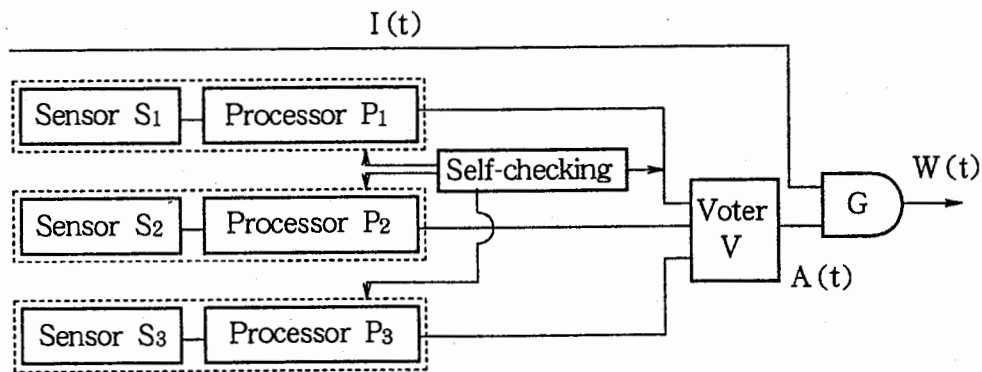 I(t)
Sensor S1
Processor P1
Self-checking
W(t)
G
Sensor S2
Processor P2
Voter
V
A(t)
Sensor S3
Processor P3